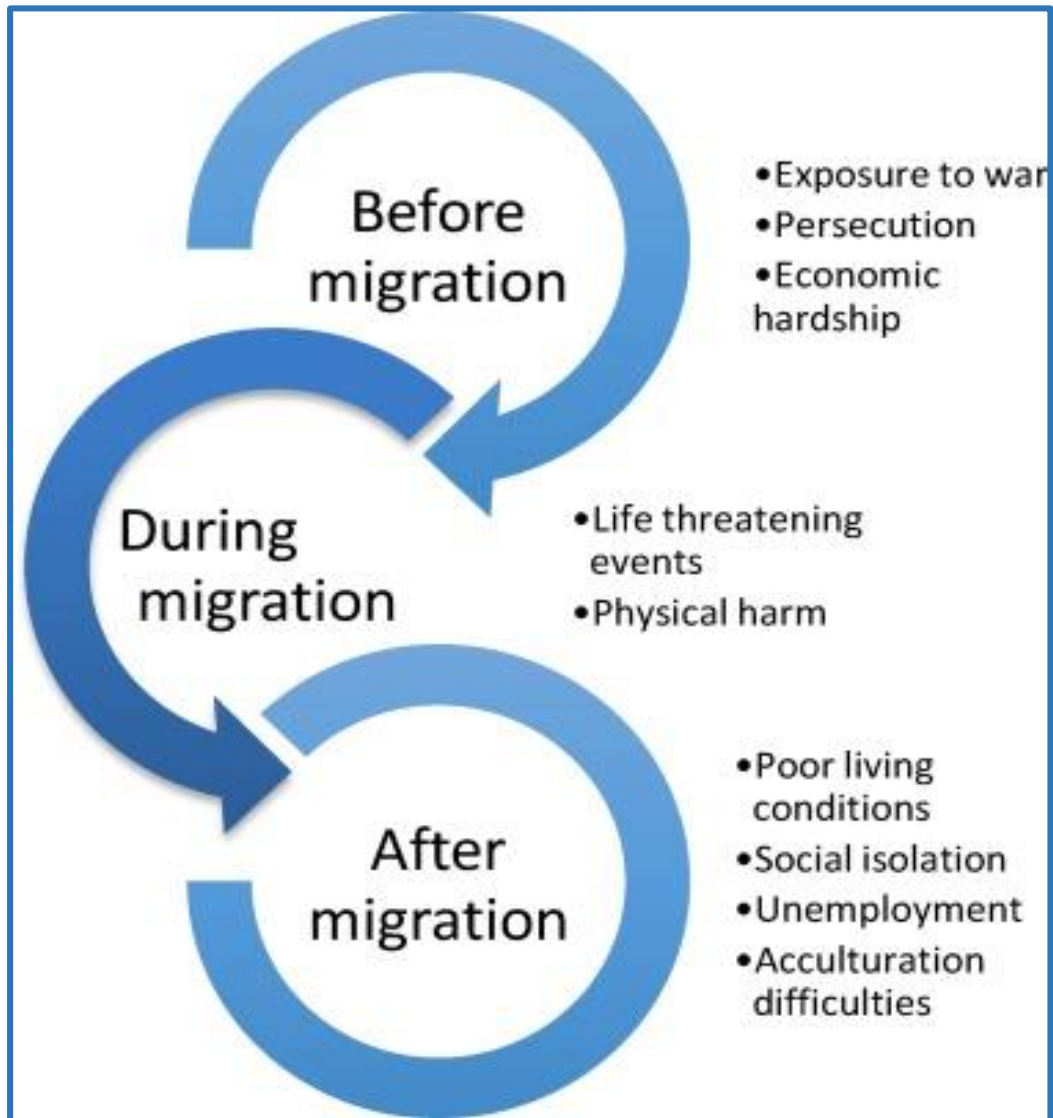 Before
migration
•Exposure to war
•Persecution
•Economic
hardship
During
migration
•Life threatening
events
•Physical harm
After
migration
•Poor living
conditions
•Social isolation
•Unemployment
•Acculturation
difficulties